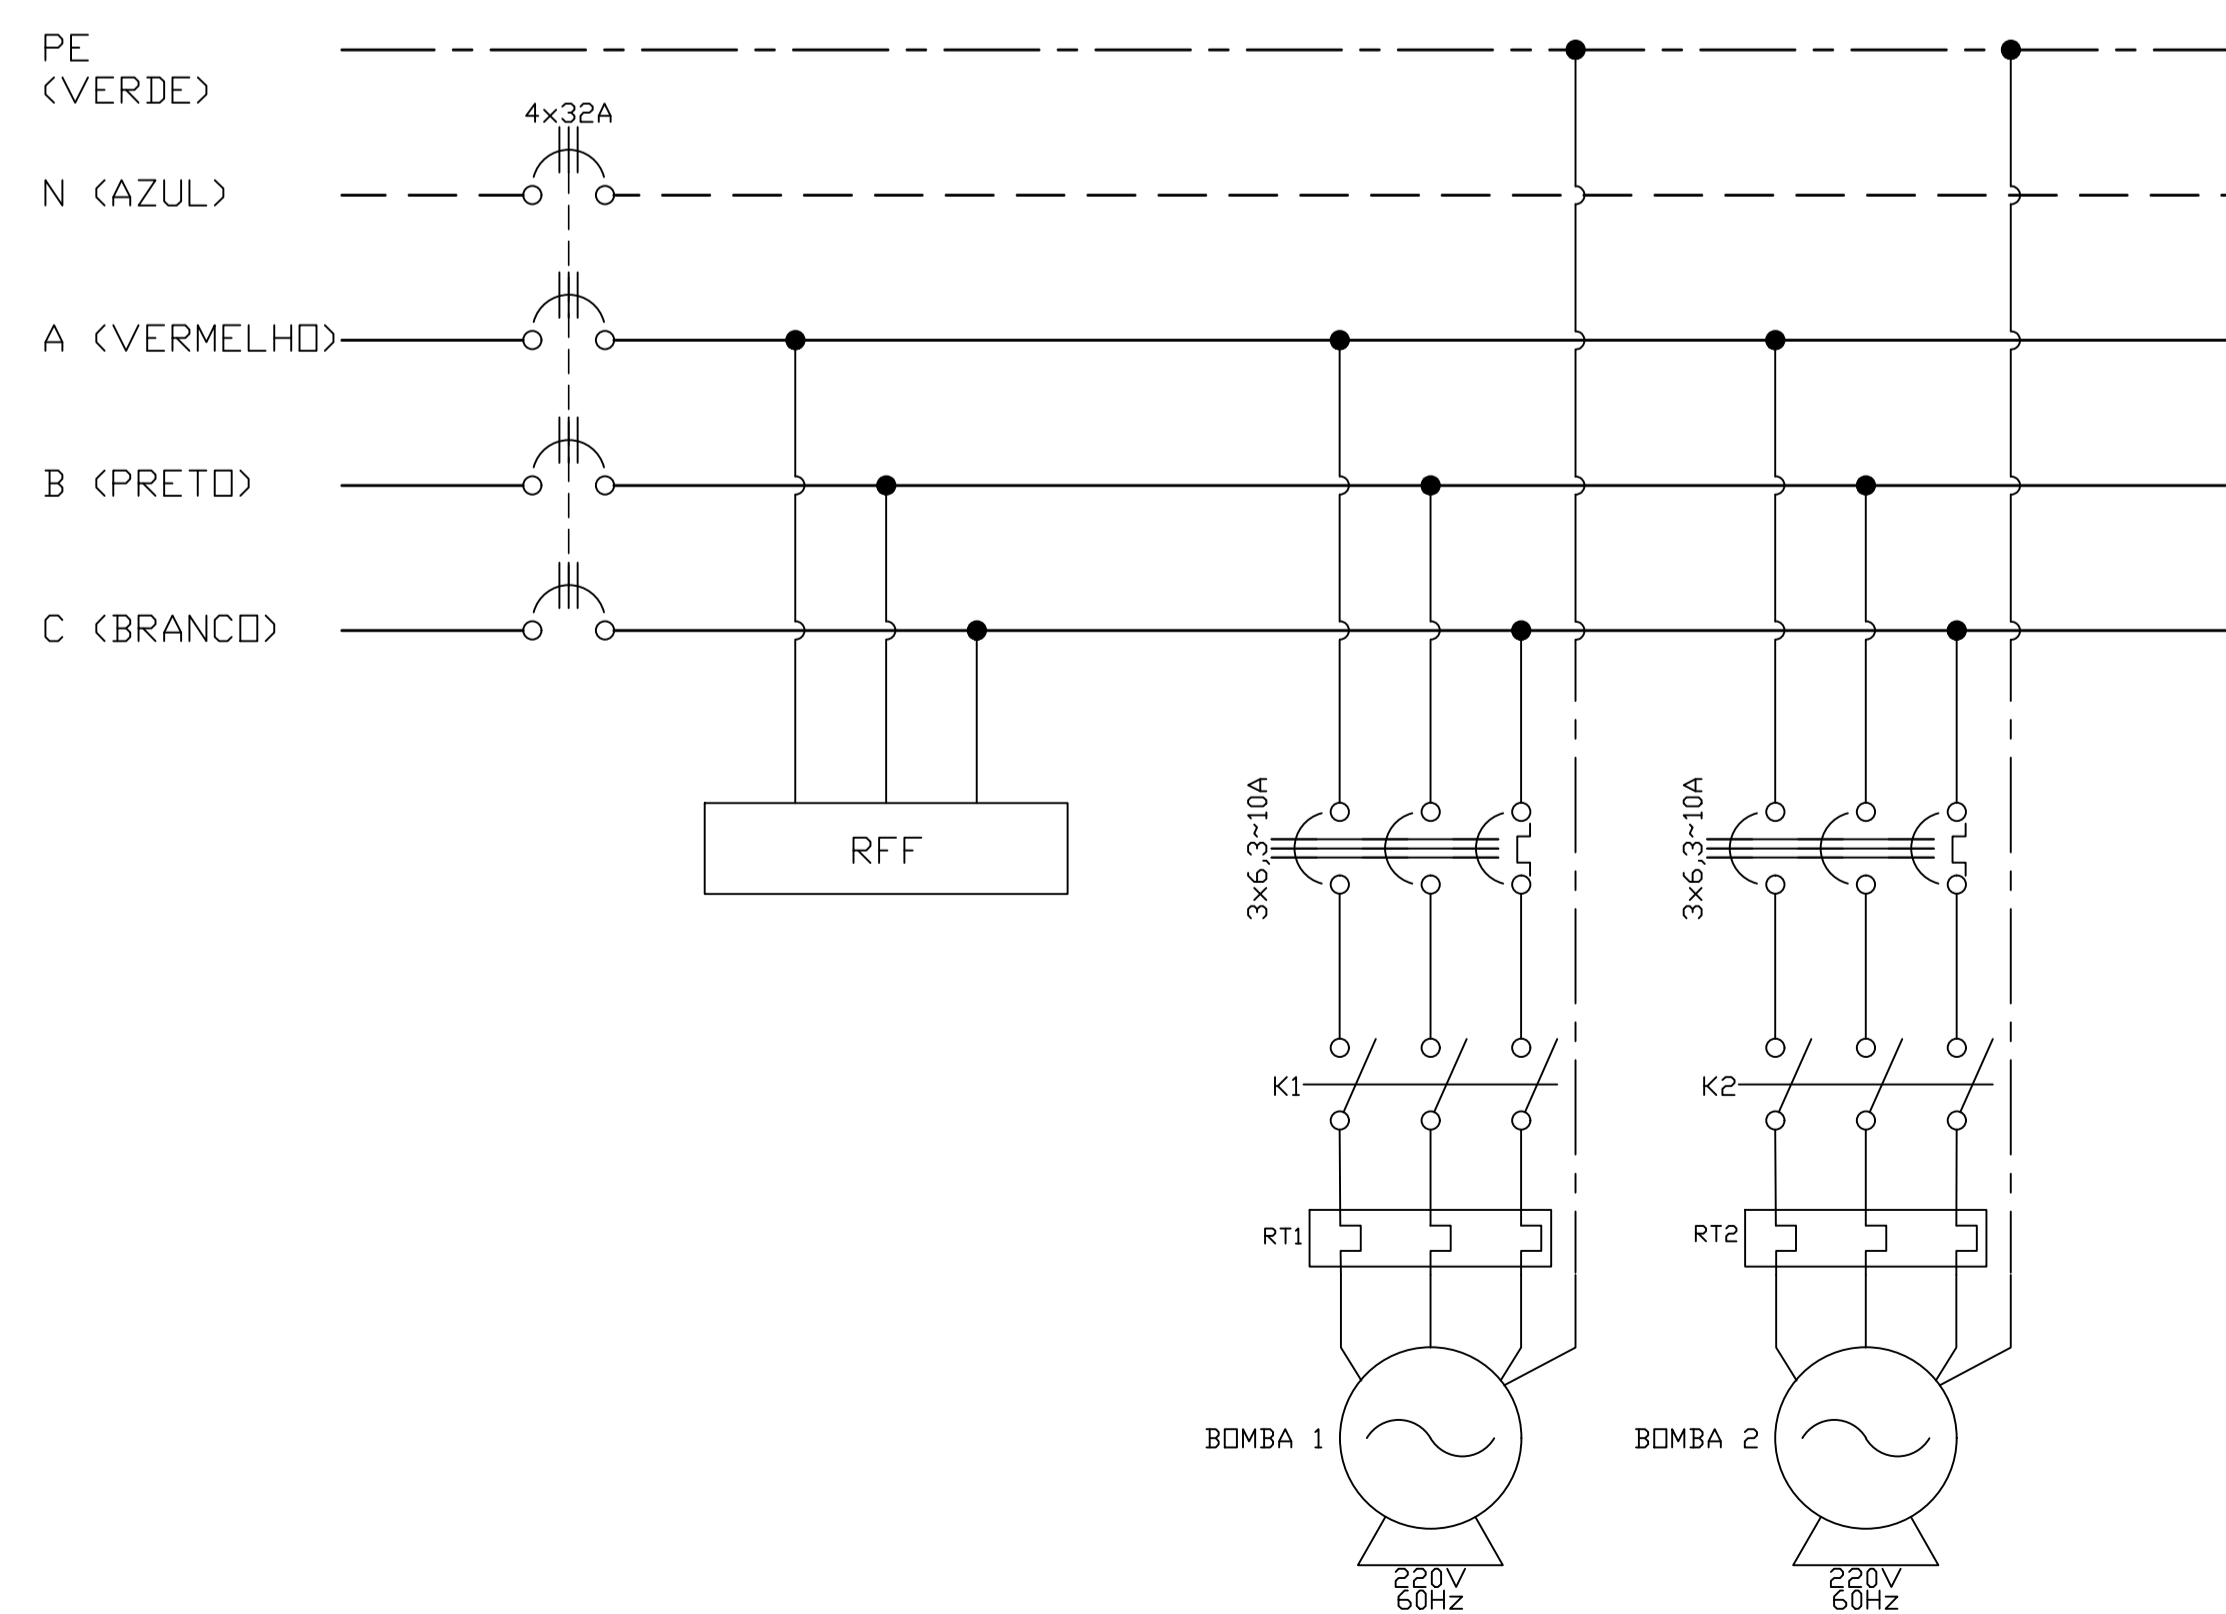 PE
(VERDE)
4x32A
N (AZUL)
A (VERMELHO)
B (PRETO)
C (BRANCO)
RFF
3x6,3~10A
3x6,3~10A
K1
K2
RT1
RT2
BOMBA 1
BOMBA 2
220V
60Hz
220V
60Hz